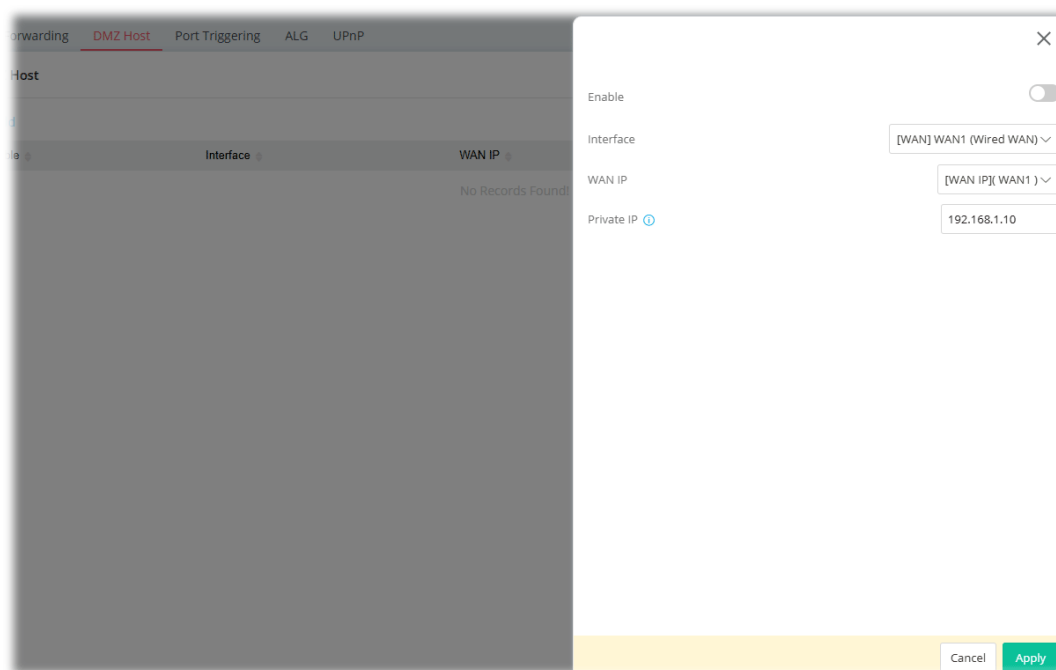 orwarding DMZ Host Port Triggering ALG UPnP
Host
d
le Interface WAN IP
No Records Found!
Enable
Interface [WAN] WAN1 (Wired WAN)
WAN IP [WAN IP]( WAN1 )
Private IP 192.168.1.10
Cancel Apply